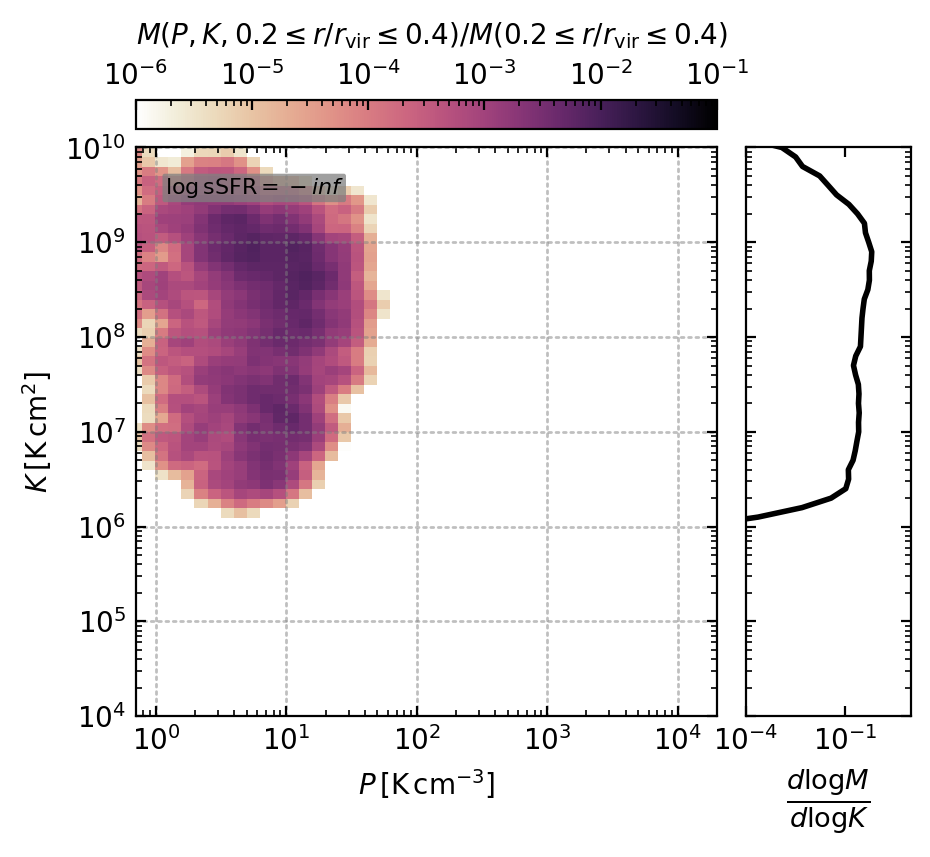 M(P, K, 0.2 ≤ r/r_vir ≤ 0.4)/M(0.2 ≤ r/r_vir ≤ 0.4)
10^−6 10^−5 10^−4 10^−3 10^−2 10^−1
log sSFR = −inf
10^10
10^9
10^8
10^7
10^6
10^5
10^4
K [K cm^2]
10^0 10^1 10^2 10^3 10^4
P [K cm^−3]
10^−4 10^−1
dlogM
dlogK